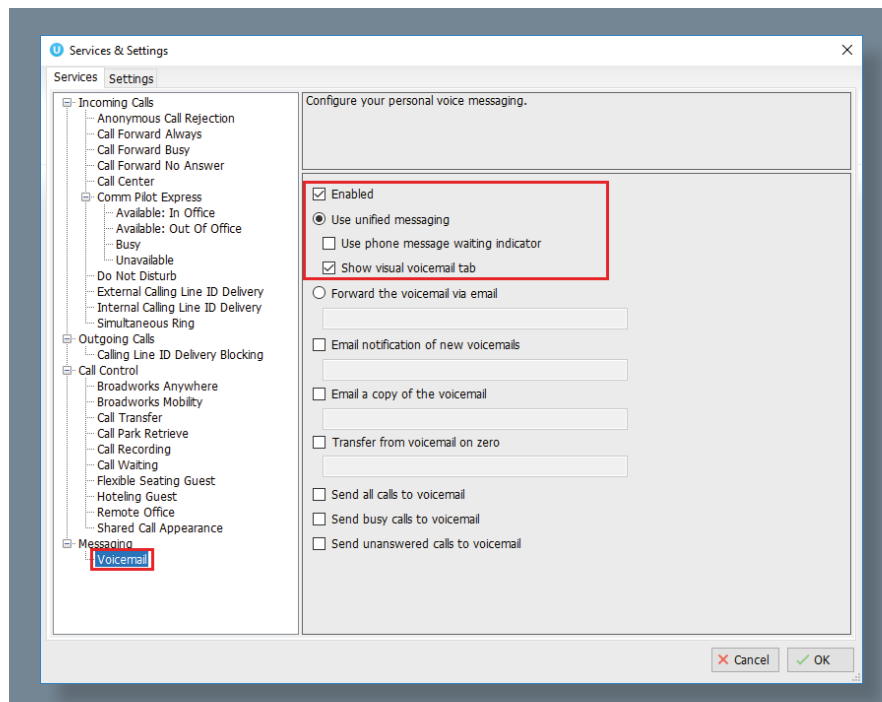 Services & Settings
Services Settings
Incoming Calls
Anonymous Call Rejection
Call Forward Always
Call Forward Busy
Call Forward No Answer
Call Center
Comm Pilot Express
Available: In Office
Available: Out Of Office
Busy
Unavailable
Do Not Disturb
External Calling Line ID Delivery
Internal Calling Line ID Delivery
Simultaneous Ring
Outgoing Calls
Calling Line ID Delivery Blocking
Call Control
Broadworks Anywhere
Broadworks Mobility
Call Transfer
Call Park Retrieve
Call Recording
Call Waiting
Flexible Seating Guest
Hoteling Guest
Remote Office
Shared Call Appearance
Messaging
Voicemail
Configure your personal voice messaging.
Enabled
Use unified messaging
Use phone message waiting indicator
Show visual voicemail tab
Forward the voicemail via email
Email notification of new voicemails
Email a copy of the voicemail
Transfer from voicemail on zero
Send all calls to voicemail
Send busy calls to voicemail
Send unanswered calls to voicemail
Cancel OK